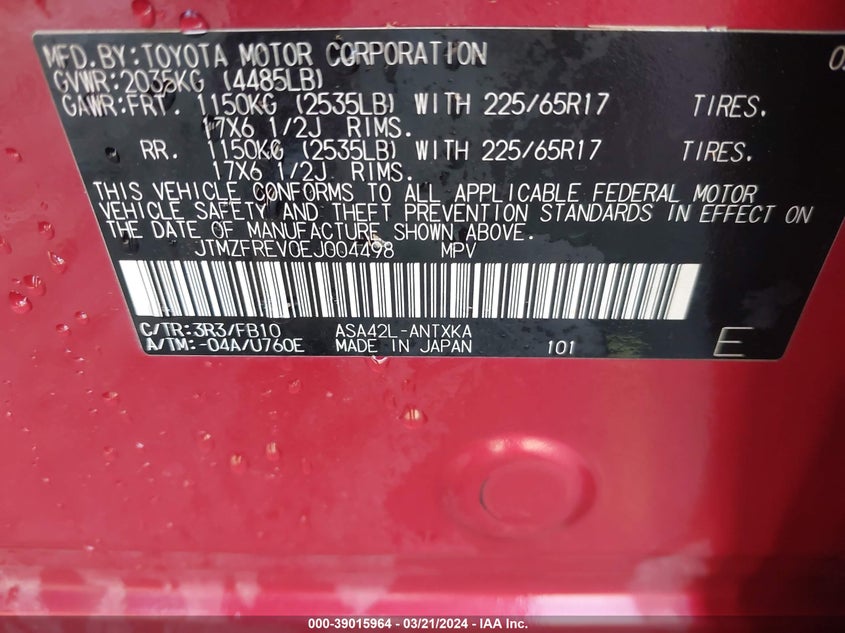 MFD.BY:TOYOTA MOTOR CORPORATION
GVWR:2035KG (4485LB)
GAWR:FRT. 1150KG (2535LB) WITH 225/65R17 TIRES.
17X6 1/2J RIMS.
RR. 1150KG (2535LB) WITH 225/65R17 TIRES.
17X6 1/2J RIMS.
THIS VEHICLE CONFORMS TO ALL APPLICABLE FEDERAL MOTOR
VEHICLE SAFETY AND THEFT PREVENTION STANDARDS IN EFFECT ON
THE DATE OF MANUFACTURE SHOWN ABOVE.
JTMZFREV0EJ004498 MPV
C/TR:3R3/FB10 ASA42L-ANTXKA
A/TM:-04A/U760E MADE IN JAPAN 101 E
000-39015964 - 03/21/2024 - IAA Inc.